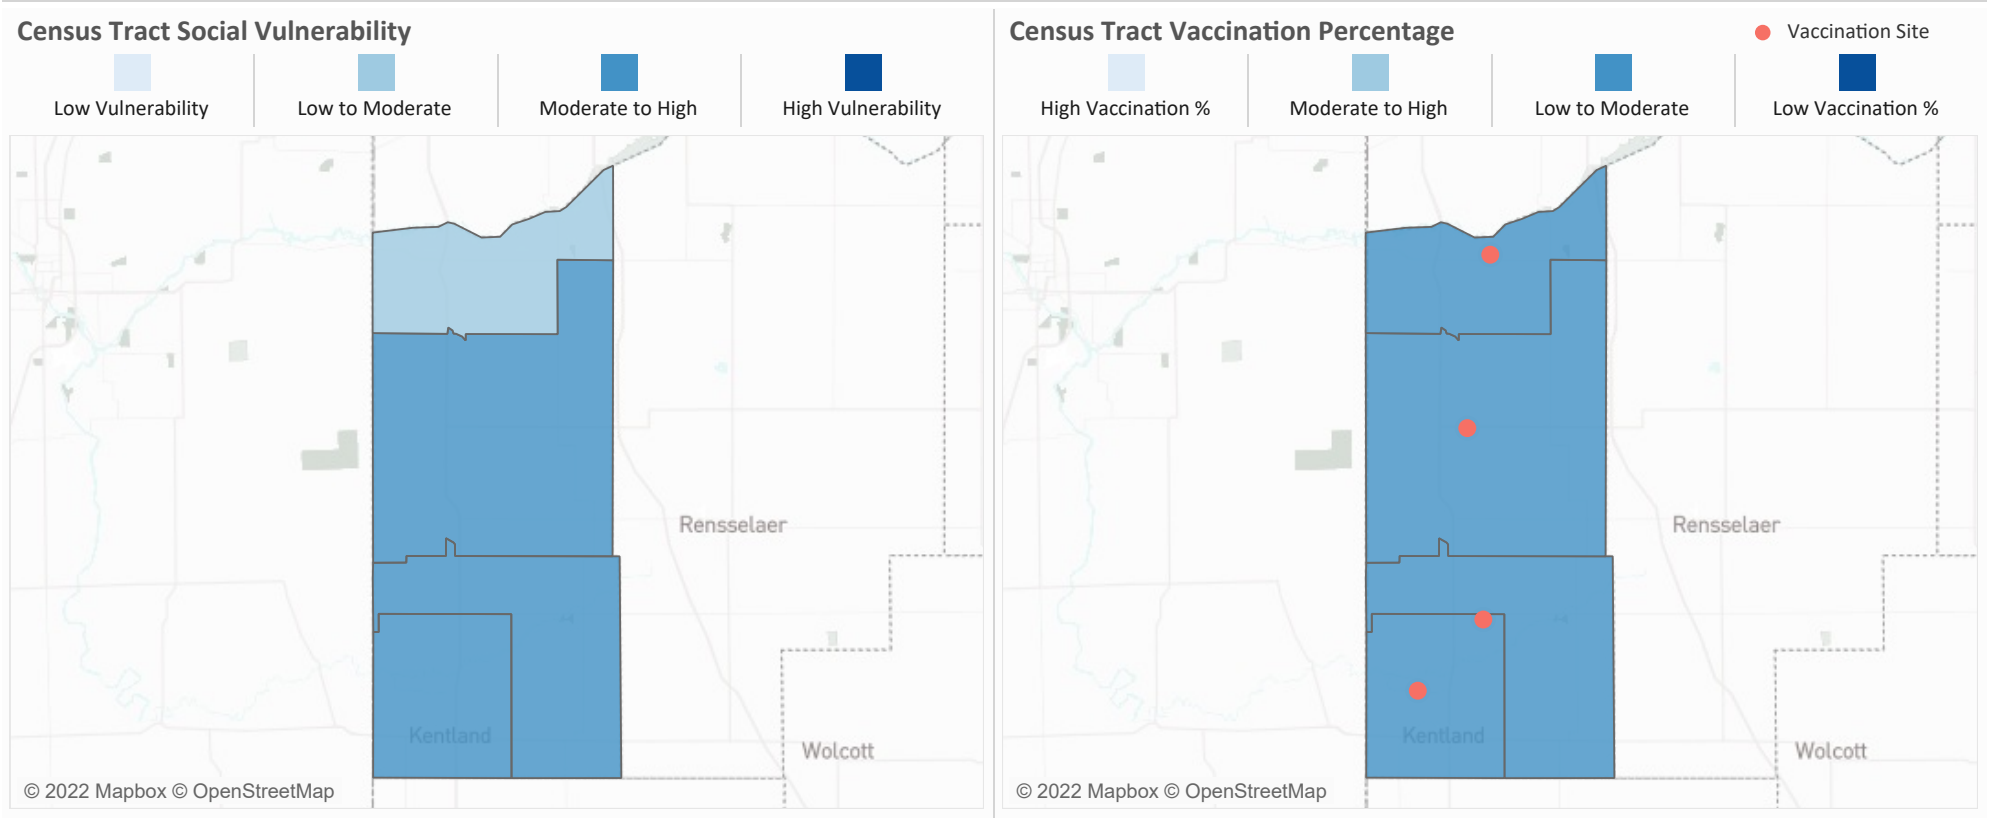 Census Tract Social Vulnerability
Low Vulnerability
Low to Moderate
Moderate to High
High Vulnerability
Rensselaer
Kentland
Wolcott
© 2022 Mapbox © OpenStreetMap
Census Tract Vaccination Percentage
Vaccination Site
High Vaccination %
Moderate to High
Low to Moderate
Low Vaccination %
Rensselaer
Kentland
Wolcott
© 2022 Mapbox © OpenStreetMap